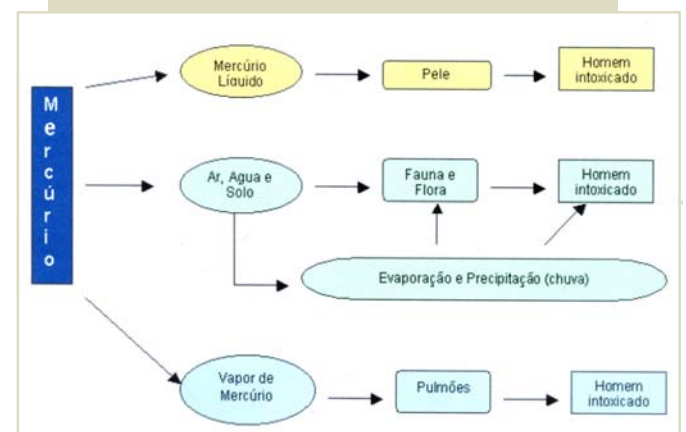 Mercúrio
Mercúrio
Líquido
Pele
Homem
intoxicado
Ar, Agua e
Solo
Fauna e
Flora
Homem
intoxicado
Evaporação e Precipitação (chuva)
Vapor de
Mercúrio
Pulmões
Homem
intoxicado